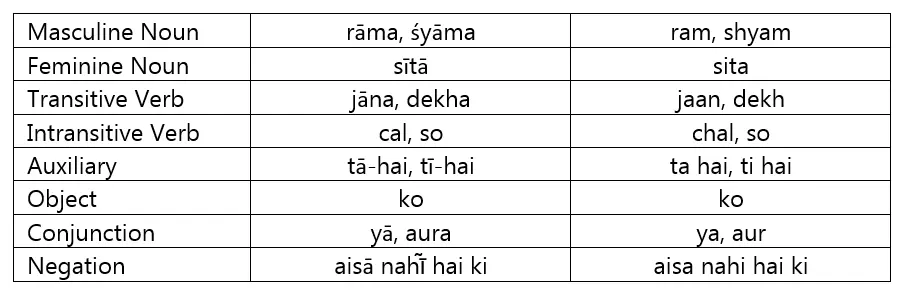 Masculine Noun rāma, śyāma ram, shyam
Feminine Noun sītā sita
Transitive Verb jāna, dekha jaan, dekh
Intransitive Verb cal, so chal, so
Auxiliary tā-hai, tī-hai ta hai, ti hai
Object ko ko
Conjunction yā, aura ya, aur
Negation aisā nahī̃ hai ki aisa nahi hai ki